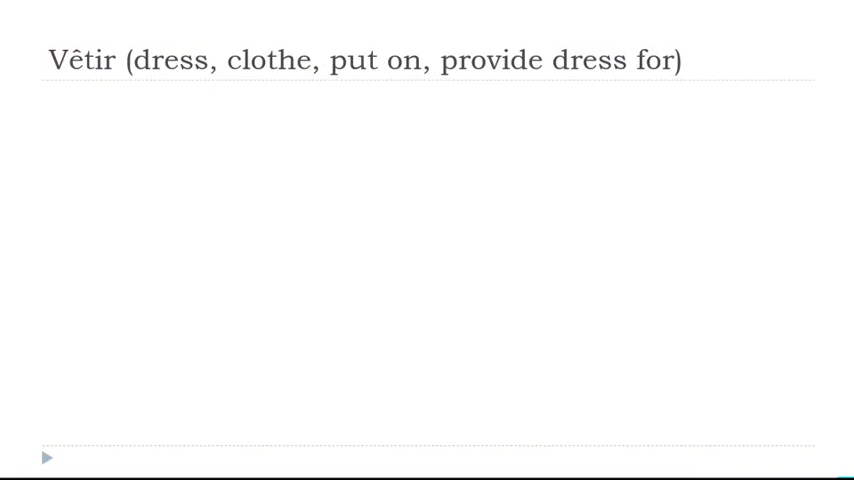 Vêtir (dress, clothe, put on, provide dress for)